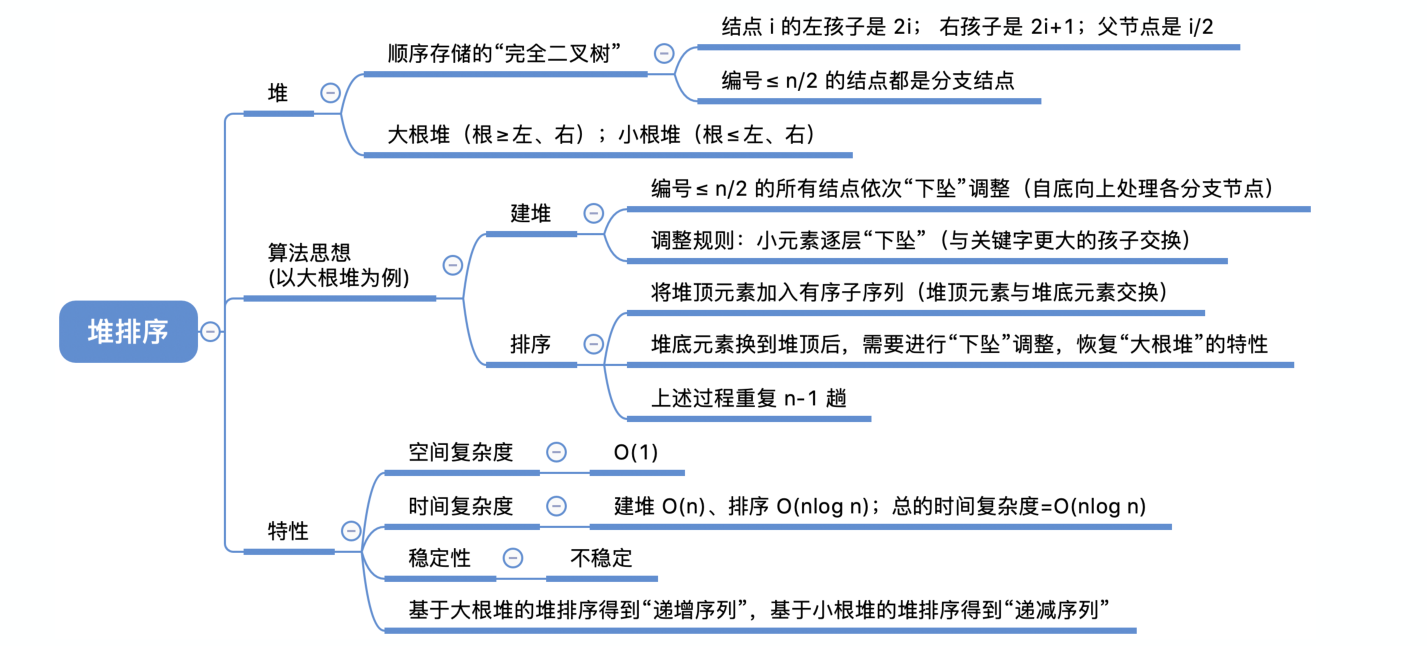 堆排序
堆
顺序存储的“完全二叉树”
结点 i 的左孩子是 2i； 右孩子是 2i+1；父节点是 i/2
编号≤ n/2 的结点都是分支结点
大根堆（根≥左、右）；小根堆（根≤左、右）
算法思想
(以大根堆为例)
建堆
编号≤ n/2 的所有结点依次“下坠”调整（自底向上处理各分支节点）
调整规则：小元素逐层“下坠”（与关键字更大的孩子交换）
排序
将堆顶元素加入有序子序列（堆顶元素与堆底元素交换）
堆底元素换到堆顶后，需要进行“下坠”调整，恢复“大根堆”的特性
上述过程重复 n-1 趟
特性
空间复杂度
O(1)
时间复杂度
建堆 O(n)、排序 O(nlog n)；总的时间复杂度=O(nlog n)
稳定性
不稳定
基于大根堆的堆排序得到“递增序列”，基于小根堆的堆排序得到“递减序列”